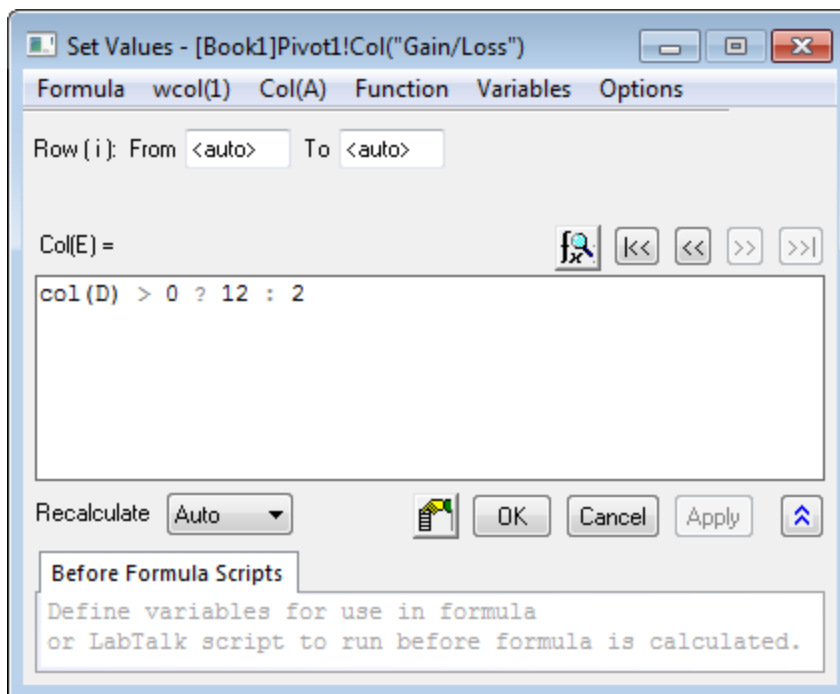 Set Values - [Book1]Pivot1!Col("Gain/Loss")
Formula wcol(1) Col(A) Function Variables Options
Row ( i ): From <auto> To <auto>
Col(E) = |<< << >> >>|
col(D) > 0 ? 12 : 2
Recalculate Auto OK Cancel Apply
Before Formula Scripts
Define variables for use in formula
or LabTalk script to run before formula is calculated.